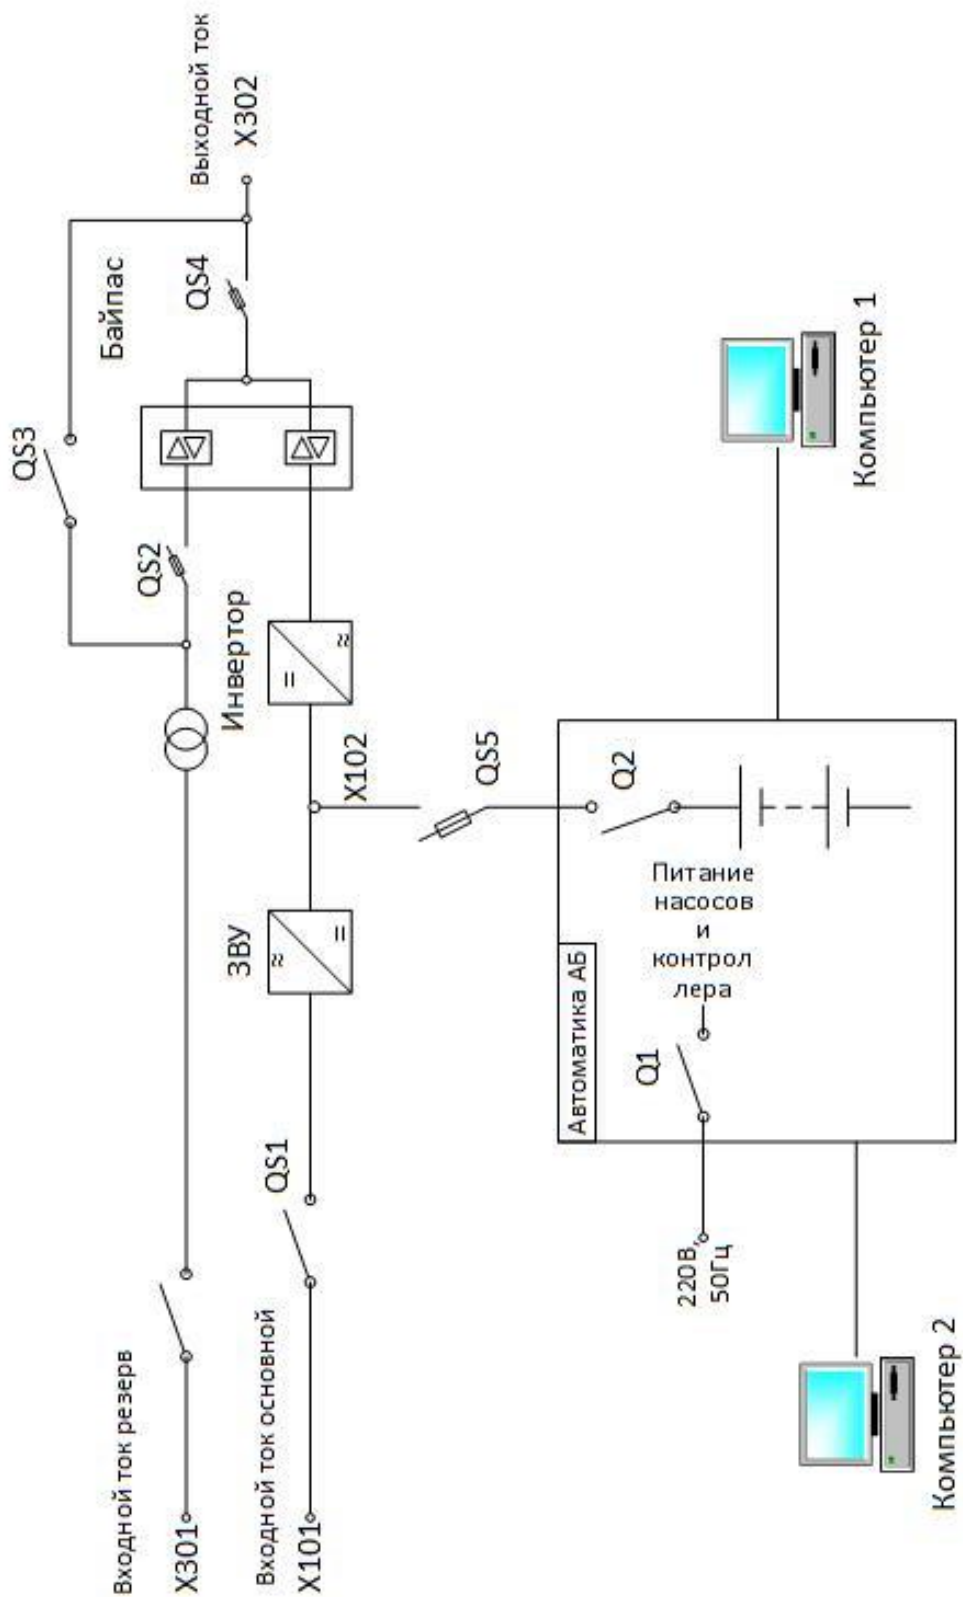 Входной ток резерв
X301
Входной ток основной
X101
QS1
ЗВУ
X102
Инвертор
QS2
QS3
Байпас
QS4
Выходной ток
X302
QS5
Автоматика АБ
Q1
220В,
50Гц
Питание
насосов
и
контрол
лера
Q2
Компьютер 1
Компьютер 2